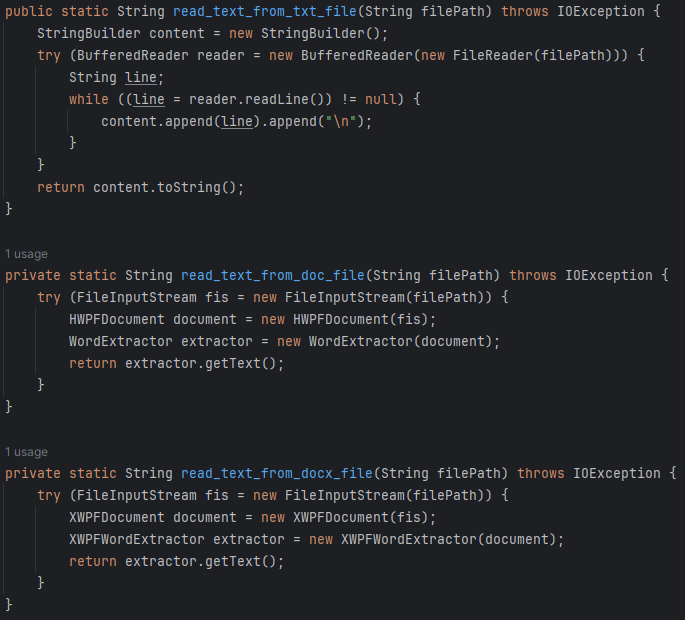 public static String read_text_from_txt_file(String filePath) throws IOException {
    StringBuilder content = new StringBuilder();
    try (BufferedReader reader = new BufferedReader(new FileReader(filePath))) {
        String line;
        while ((line = reader.readLine()) != null) {
            content.append(line).append("\n");
        }
    }
    return content.toString();
}
1 usage
private static String read_text_from_doc_file(String filePath) throws IOException {
    try (FileInputStream fis = new FileInputStream(filePath)) {
        HWPFDocument document = new HWPFDocument(fis);
        WordExtractor extractor = new WordExtractor(document);
        return extractor.getText();
    }
}
1 usage
private static String read_text_from_docx_file(String filePath) throws IOException {
    try (FileInputStream fis = new FileInputStream(filePath)) {
        XWPFDocument document = new XWPFDocument(fis);
        XWPFWordExtractor extractor = new XWPFWordExtractor(document);
        return extractor.getText();
    }
}